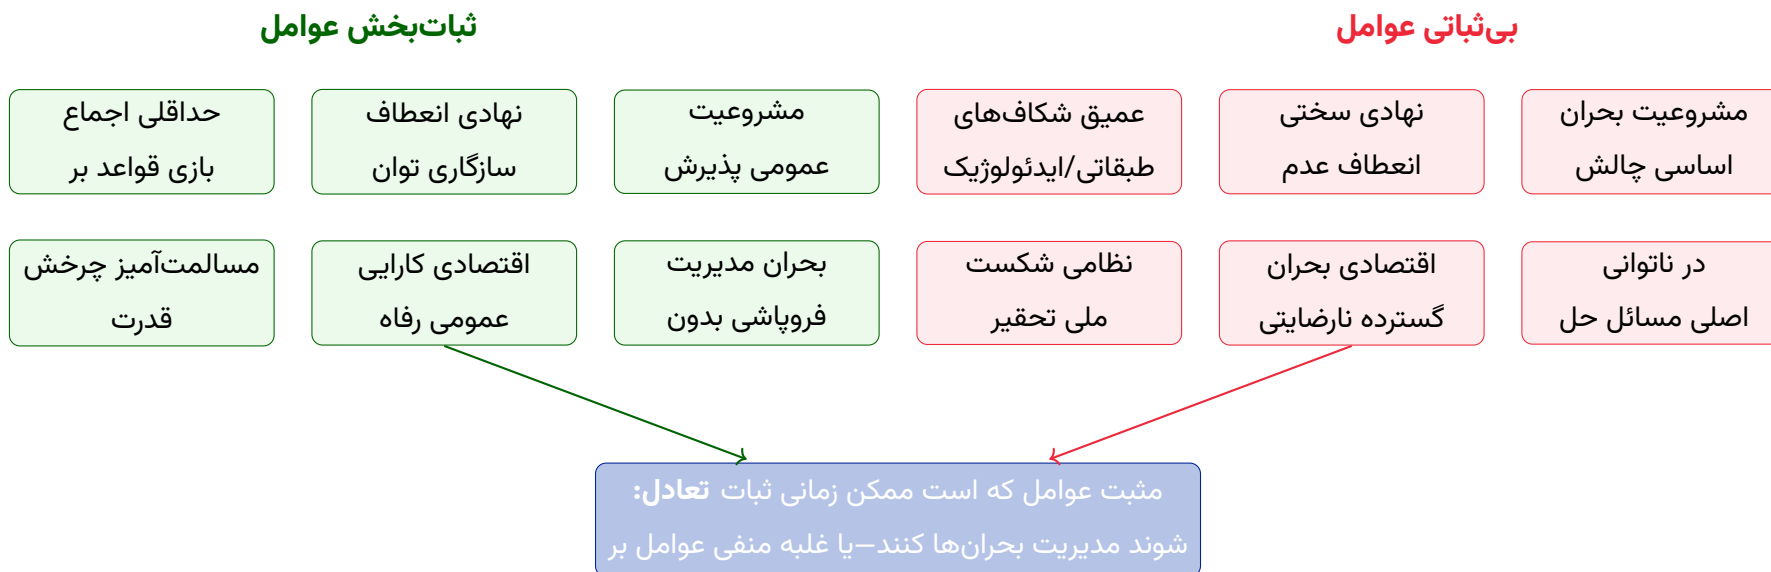 بی‌ثباتی عوامل
ثبات‌بخش عوامل
مشروعیت بحران
اساسی چالش
نهادی سختی
انعطاف عدم
عمیق شکاف‌های
طبقاتی/ایدئولوژیک
مشروعیت
عمومی پذیرش
نهادی انعطاف
سازگاری توان
حداقلی اجماع
بازی قواعد بر
در ناتوانی
اصلی مسائل حل
اقتصادی بحران
گسترده نارضایتی
نظامی شکست
ملی تحقیر
بحران مدیریت
فروپاشی بدون
اقتصادی کارایی
عمومی رفاه
مسالمت‌آمیز چرخش
قدرت
مثبت عوامل که است ممکن زمانی ثبات تعادل:
شوند مدیریت بحران‌ها کنند—یا غلبه منفی عوامل بر